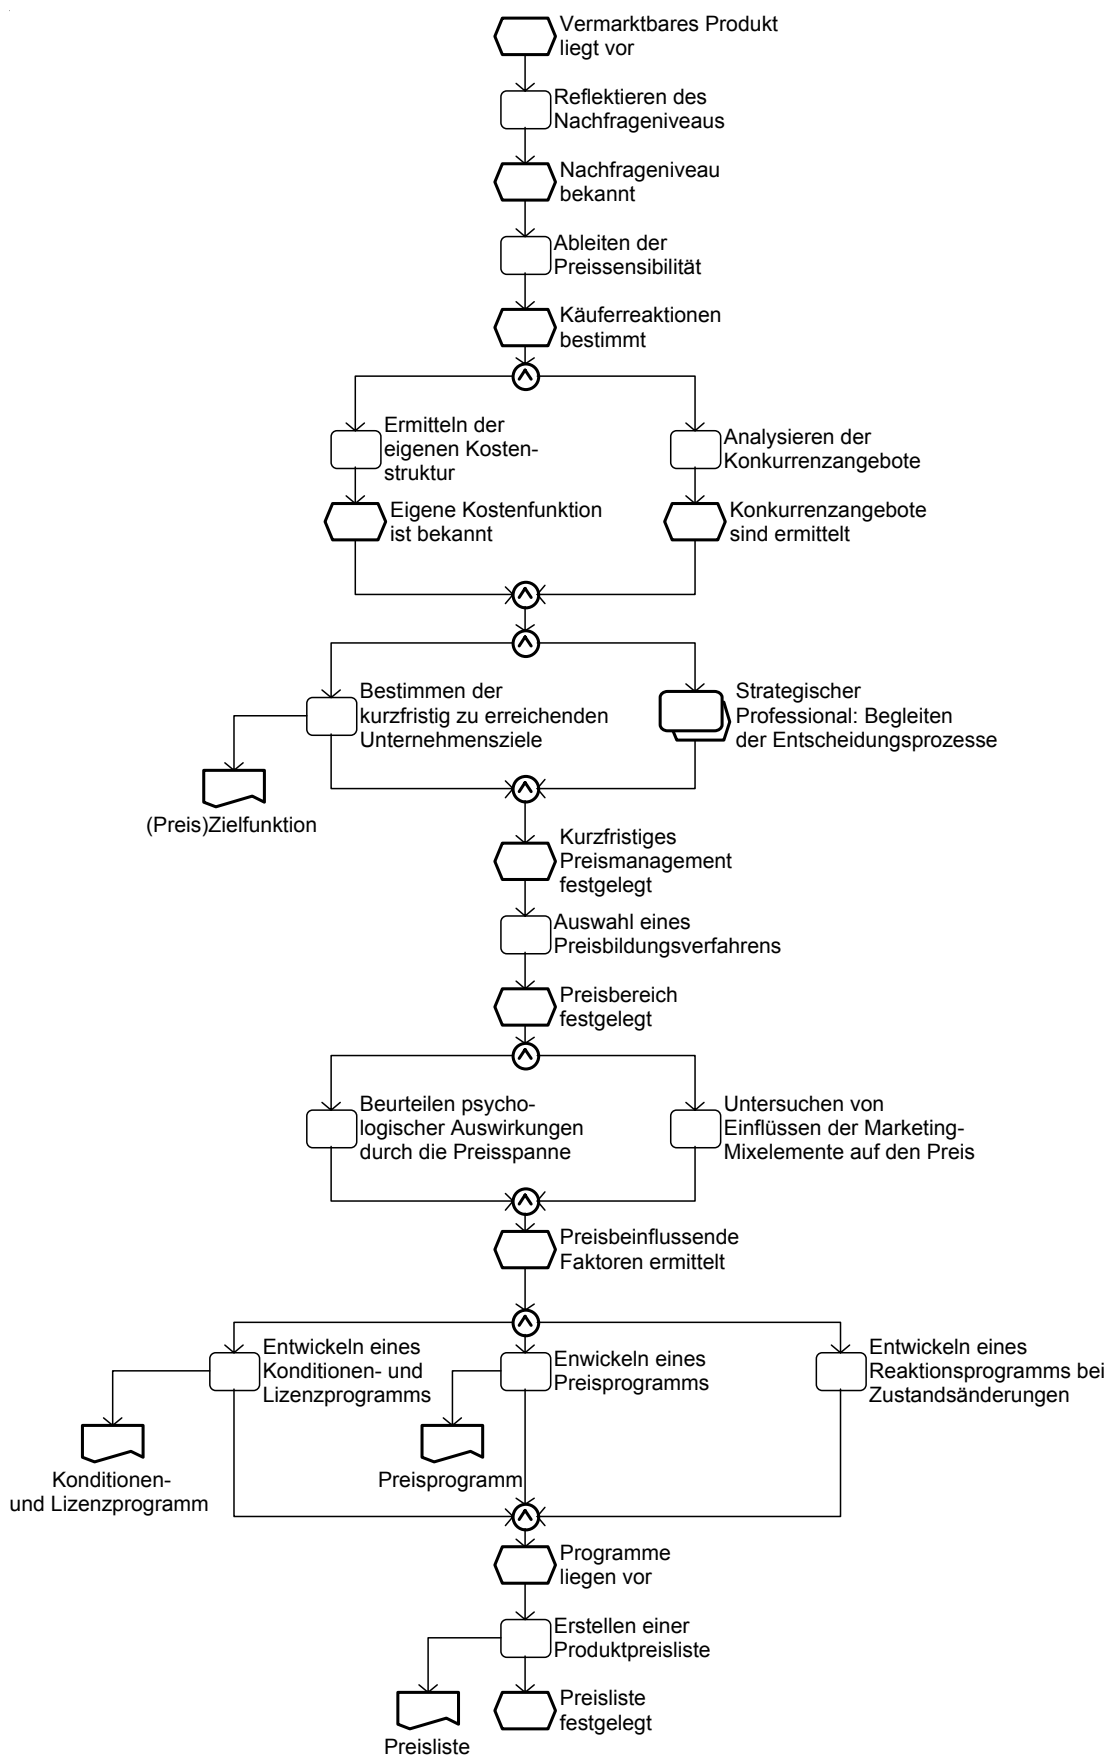 Vermarktbares Produkt
liegt vor
Reflektieren des
Nachfrageniveaus
Nachfrageniveau
bekannt
Ableiten der
Preissensibilität
Käuferreaktionen
bestimmt
Ermitteln der
eigenen Kosten-
struktur
Analysieren der
Konkurrenzangebote
Eigene Kostenfunktion
ist bekannt
Konkurrenzangebote
sind ermittelt
Bestimmen der
kurzfristig zu erreichenden
Unternehmensziele
Strategischer
Professional: Begleiten
der Entscheidungsprozesse
(Preis)Zielfunktion
Kurzfristiges
Preismanagement
festgelegt
Auswahl eines
Preisbildungsverfahrens
Preisbereich
festgelegt
Beurteilen psycho-
logischer Auswirkungen
durch die Preisspanne
Untersuchen von
Einflüssen der Marketing-
Mixelemente auf den Preis
Preisbeinflussende
Faktoren ermittelt
Entwickeln eines
Konditionen- und
Lizenzprogramms
Enwickeln eines
Preisprogramms
Entwickeln eines
Reaktionsprogramms bei
Zustandsänderungen
Konditionen-
und Lizenzprogramm
Preisprogramm
Programme
liegen vor
Erstellen einer
Produktpreisliste
Preisliste
festgelegt
Preisliste